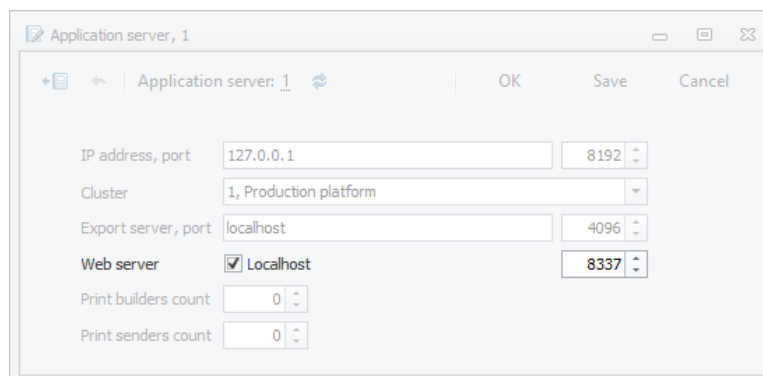 Application server, 1
Application server: 1 OK Save Cancel
IP address, port 127.0.0.1 8192
Cluster 1, Production platform
Export server, port localhost 4096
Web server Localhost 8337
Print builders count 0
Print senders count 0